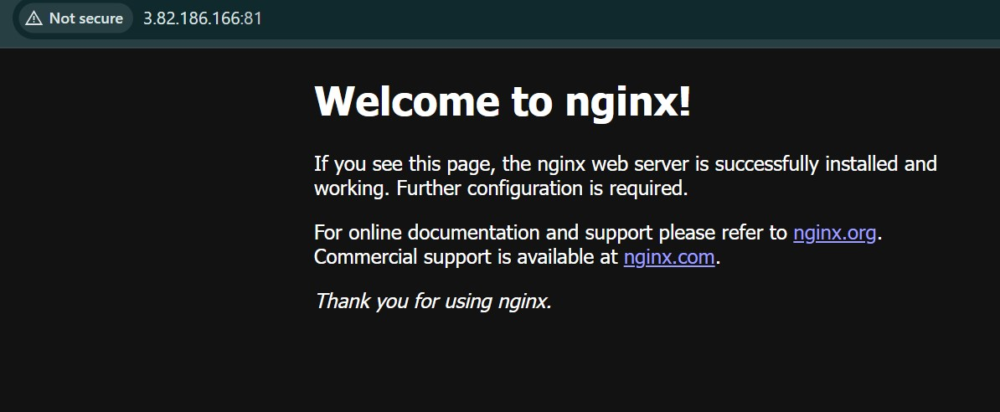 Not secure 3.82.186.166:81
Welcome to nginx!
If you see this page, the nginx web server is successfully installed and
working. Further configuration is required.
For online documentation and support please refer to nginx.org.
Commercial support is available at nginx.com.
Thank you for using nginx.